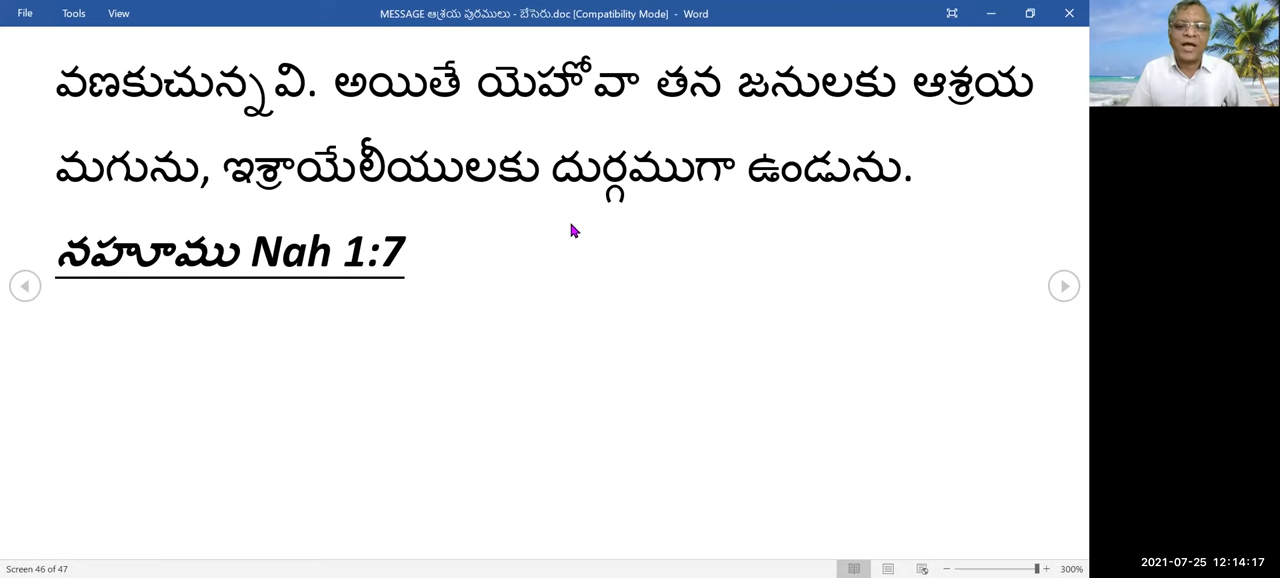 File Tools View MESSAGE ఆశ్రయ పురములు - బేసెరు.doc [Compatibility Mode] - Word
వణకుచున్నవి. అయితే యెహోవా తన జనులకు ఆశ్రయ
మగును, ఇశ్రాయేలీయులకు దుర్గముగా ఉండును.
నహూము Nah 1:7
2021-07-25 12:14:17
Screen 46 of 47 300%